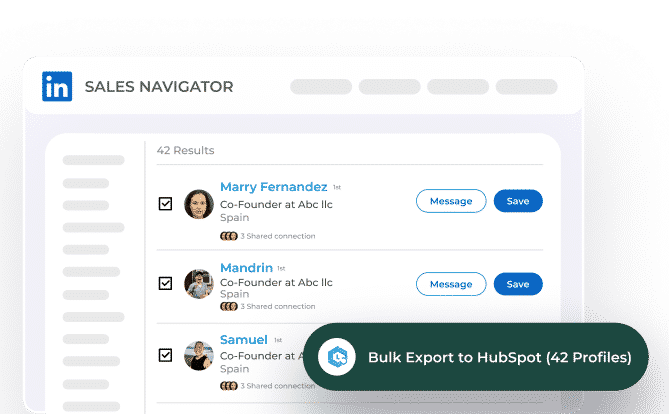 in SALES NAVIGATOR
42 Results
Marry Fernandez 1st
Co-Founder at Abc llc
Spain
3 Shared connection
Message
Save
Mandrin 1st
Co-Founder at Abc llc
Spain
3 Shared connection
Message
Save
Samuel 1st
Co-Founder at A
Spain
3 Shared connection
Bulk Export to HubSpot (42 Profiles)